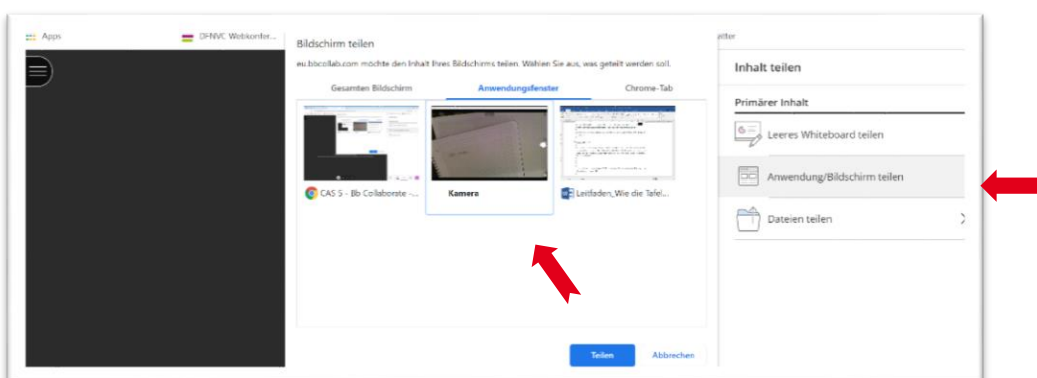 Apps
DFNVC Webkonfer...
Bildschirm teilen
eu.bbcollab.com möchte den Inhalt Ihres Bildschirms teilen. Wählen Sie aus, was geteilt werden soll.
Gesamten Bildschirm
Anwendungsfenster
Chrome-Tab
CAS 5 - Bb Collaborate -...
Kamera
Leitfaden_Wie die Tafel...
Teilen
Abbrechen
Inhalt teilen
Primärer Inhalt
Leeres Whiteboard teilen
Anwendung/Bildschirm teilen
Dateien teilen